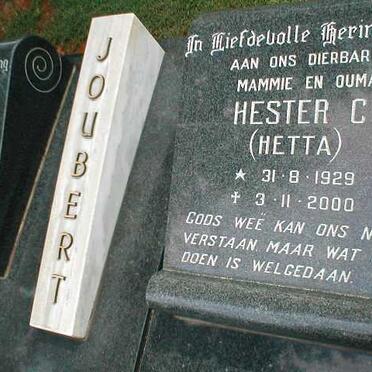 JOUBERT
In Liefdevolle
AAN ONS DIERBAR
MAMMIE EN OUMA
HESTER C
(HETTA)
* 31·8·1929
✝ 3·11·2000
GODS WEË KAN ONS N
VERSTAAN MAAR WAT
DOEN IS WELGEDAAN.